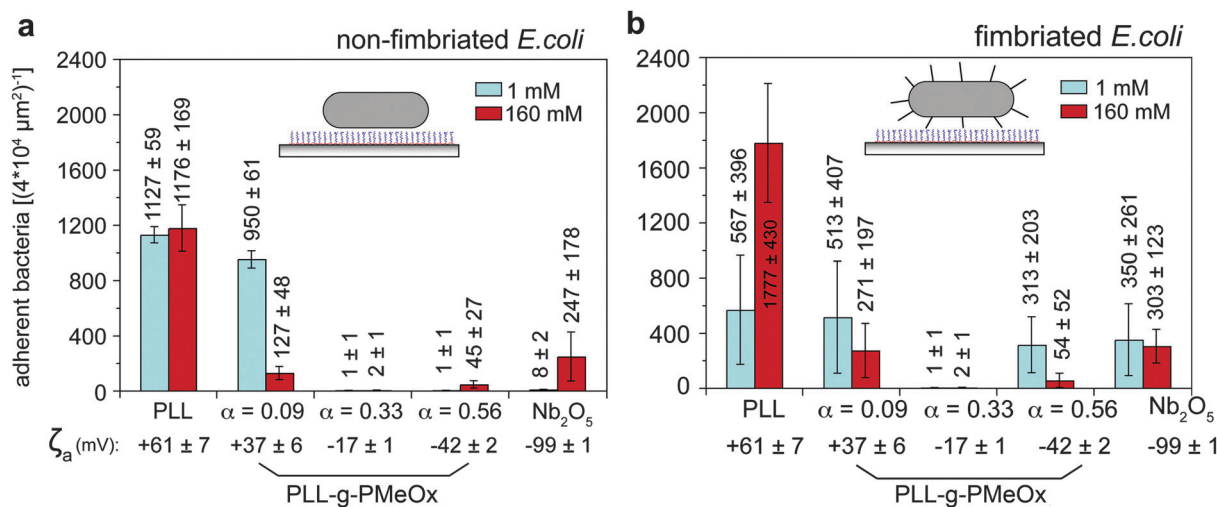 a
non-fimbriated E.coli
adherent bacteria [(4*10⁴ µm²)⁻¹]
2400
2000
1600
1200
800
400
0
1 mM
160 mM
1127 ± 59
1176 ± 169
950 ± 61
127 ± 48
1 ± 1
2 ± 1
1 ± 1
45 ± 27
8 ± 2
247 ± 178
PLL α = 0.09 α = 0.33 α = 0.56 Nb₂O₅
ζₐ (mV): +61 ± 7 +37 ± 6 -17 ± 1 -42 ± 2 -99 ± 1
PLL-g-PMeOx
b
fimbriated E.coli
2400
2000
1600
1200
800
400
0
1 mM
160 mM
567 ± 396
1777 ± 430
513 ± 407
271 ± 197
1 ± 1
2 ± 1
313 ± 203
54 ± 52
350 ± 261
303 ± 123
PLL α = 0.09 α = 0.33 α = 0.56 Nb₂O₅
+61 ± 7 +37 ± 6 -17 ± 1 -42 ± 2 -99 ± 1
PLL-g-PMeOx